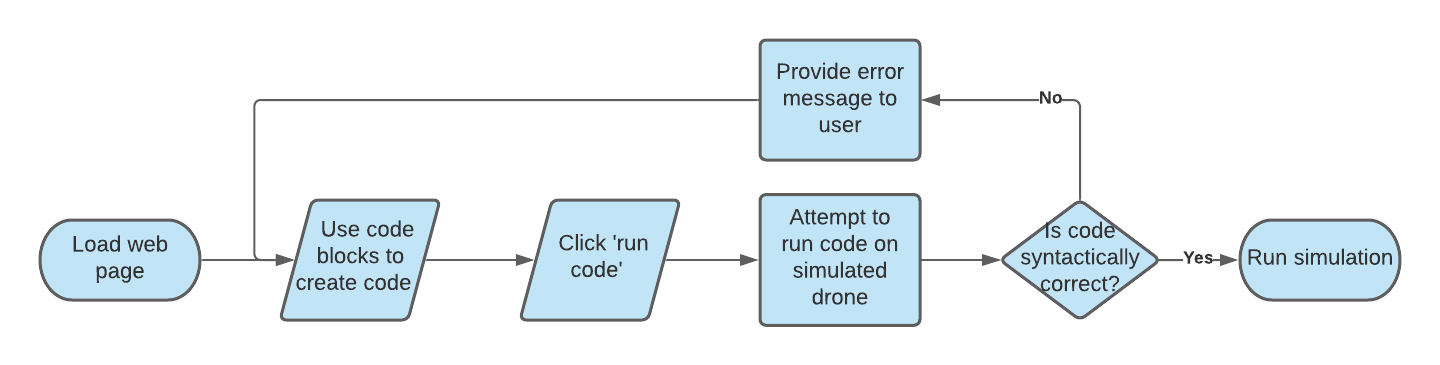 Provide error
message to
user
No
Load web
page
Use code
blocks to
create code
Click 'run
code'
Attempt to
run code on
simulated
drone
Is code
syntactically
correct?
Yes
Run simulation